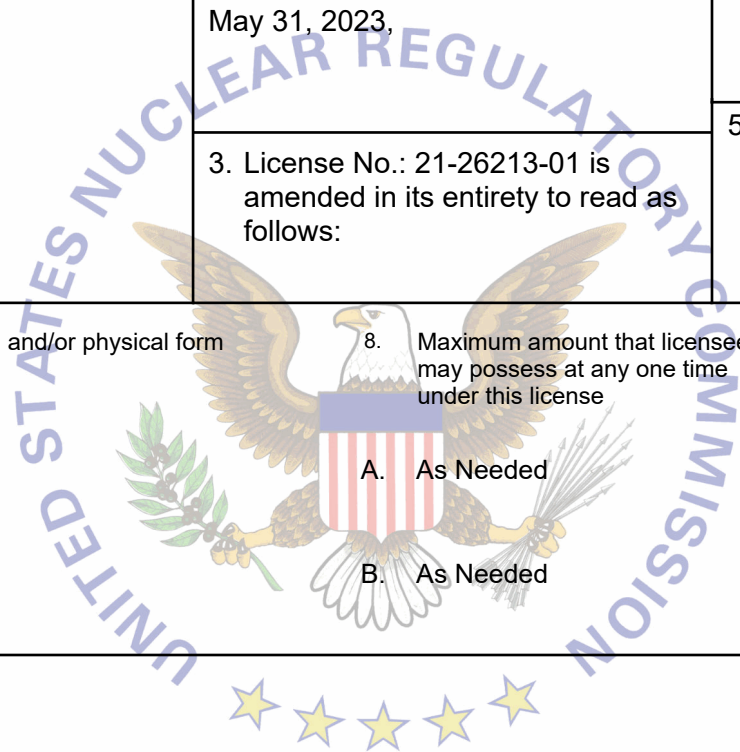 May 31, 2023,
5
3. License No.: 21-26213-01 is
amended in its entirety to read as
follows:
and/or physical form
8. Maximum amount that licensee
may possess at any one time
under this license
A. As Needed
B. As Needed
UNITED STATES NUCLEAR REGULATORY COMMISSION